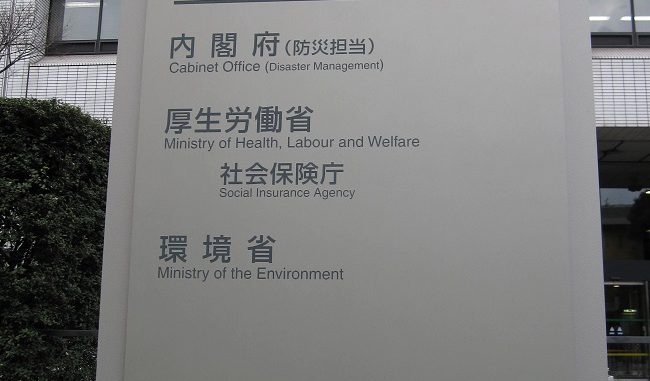 内閣府(防災担当)
Cabinet Office (Disaster Management)
厚生労働省
Ministry of Health, Labour and Welfare
社会保険庁
Social Insurance Agency
環境省
Ministry of the Environment